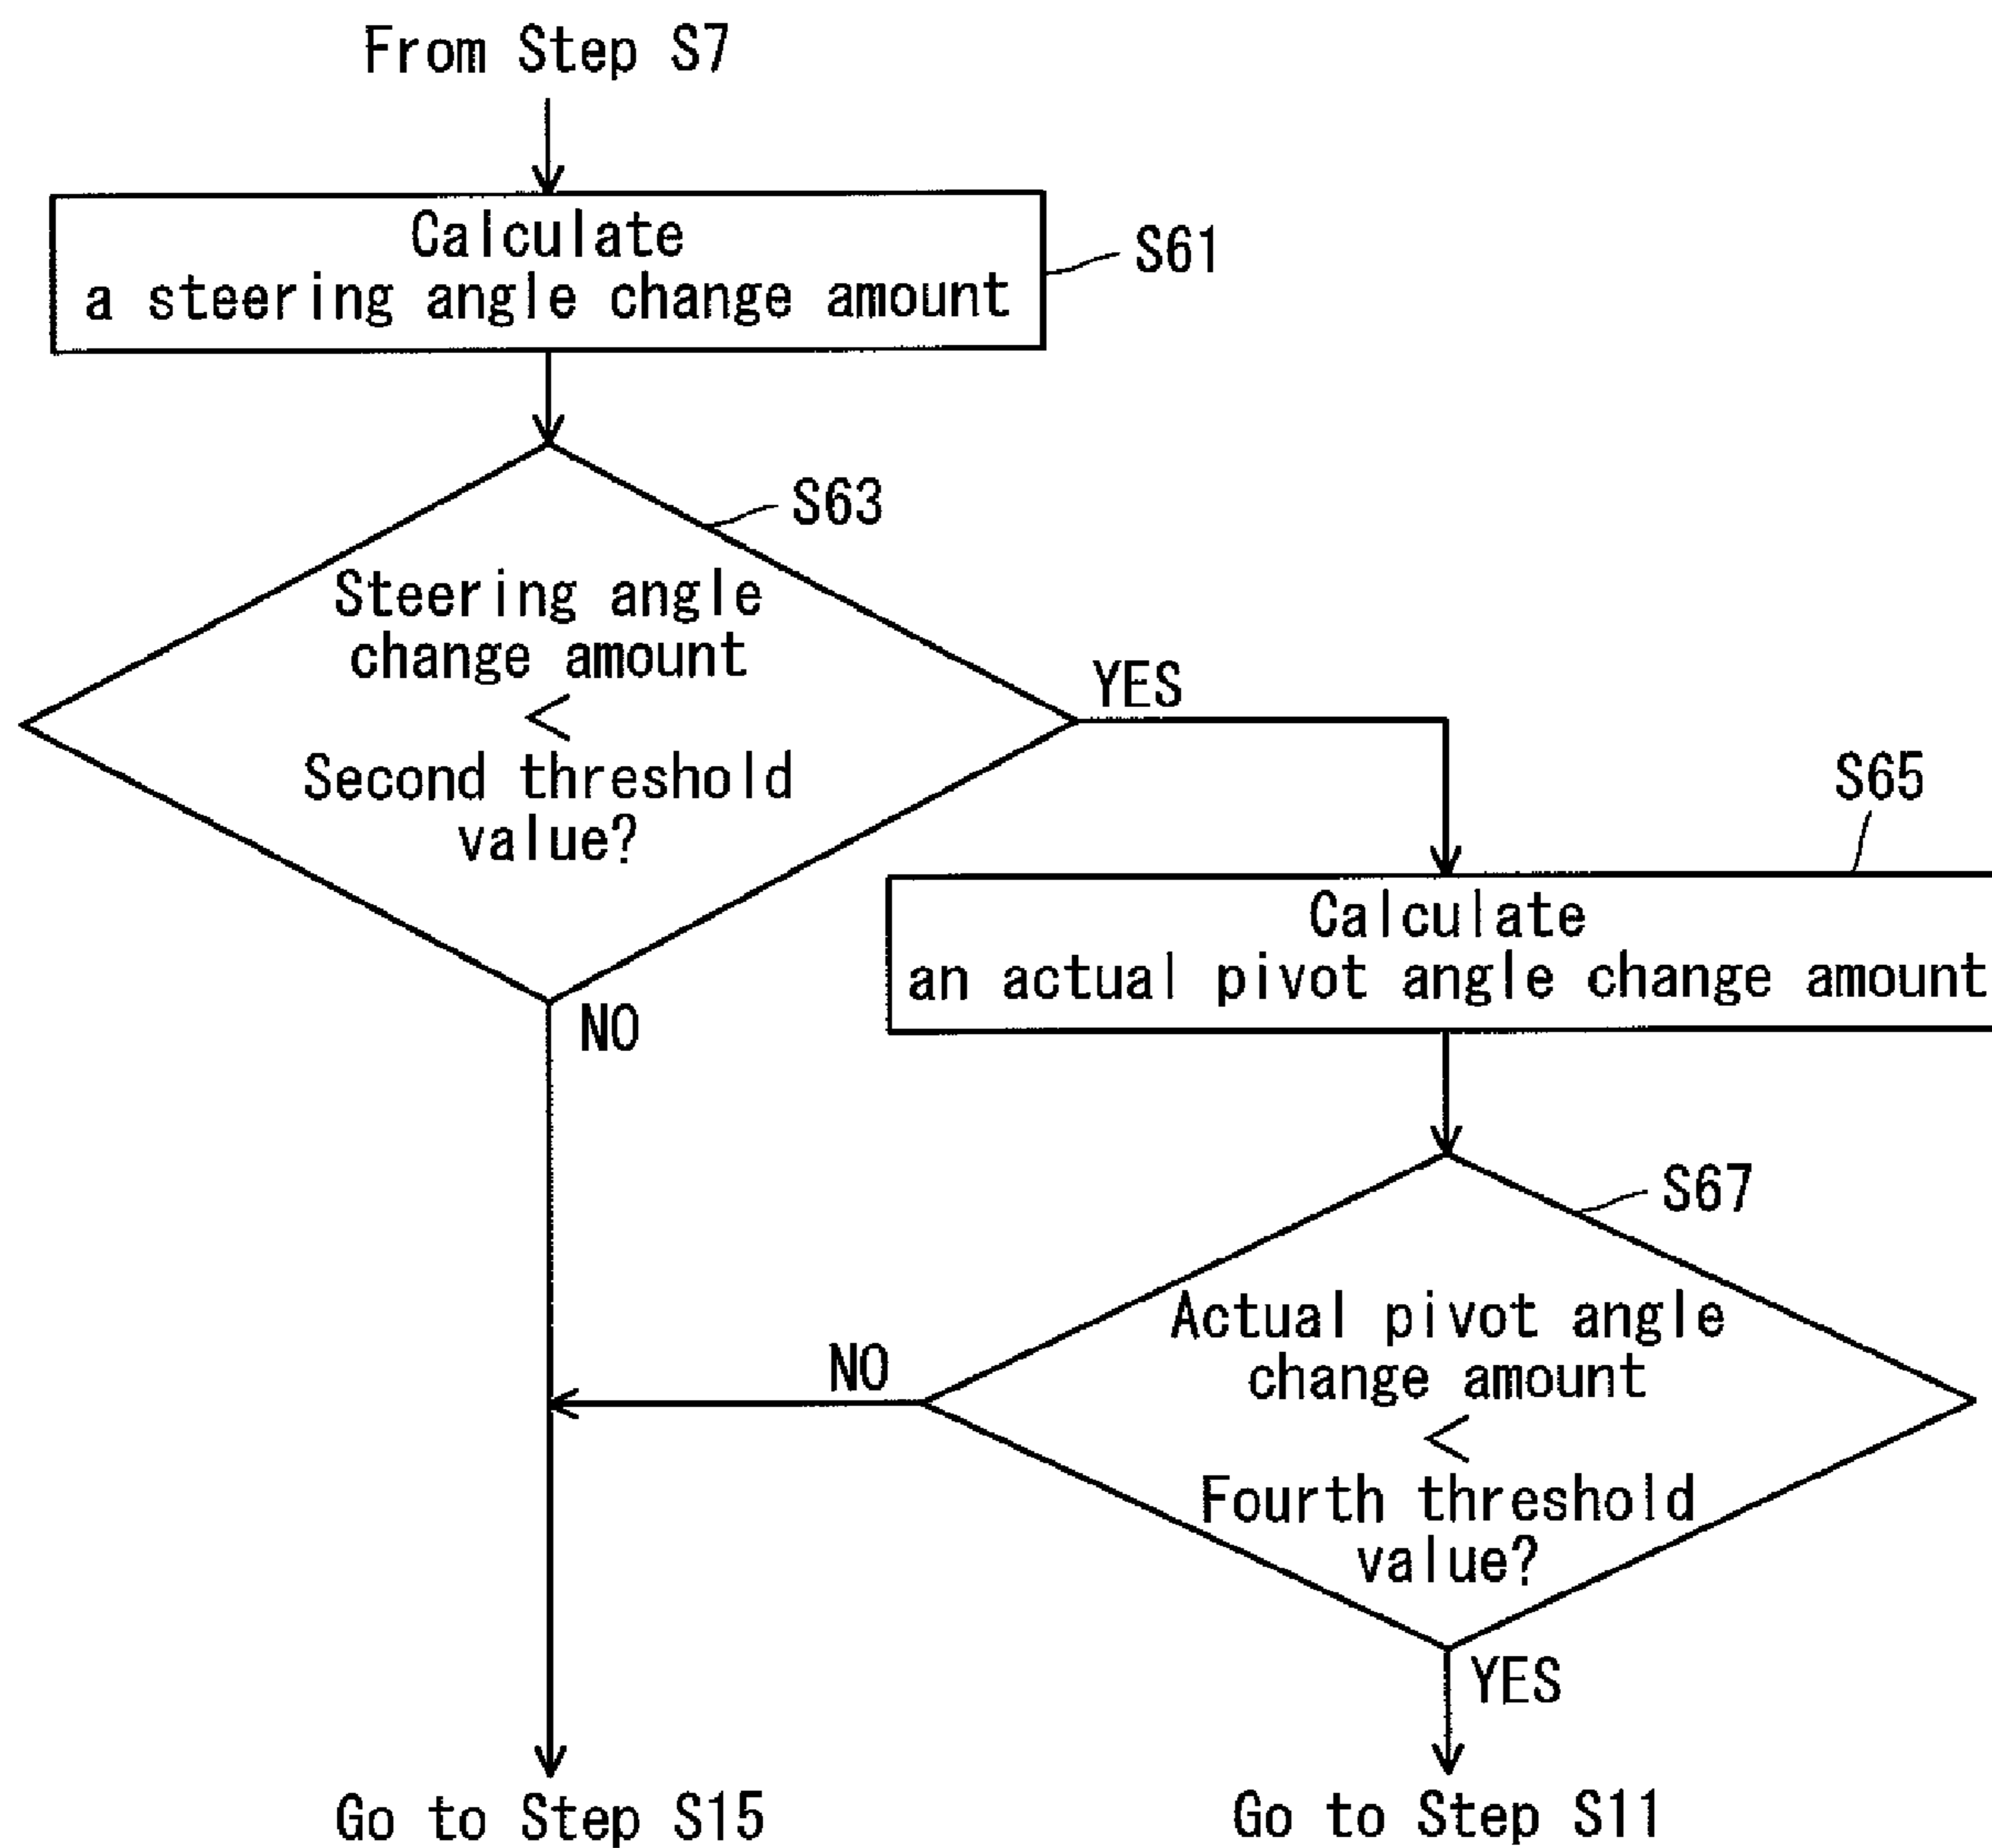 From Step S7
Calculate
a steering angle change amount
S61
S63
Steering angle
change amount
<
Second threshold
value?
YES
NO
S65
Calculate
an actual pivot angle change amount
S67
Actual pivot angle
change amount
<
Fourth threshold
value?
NO
YES
Go to Step S15
Go to Step S11